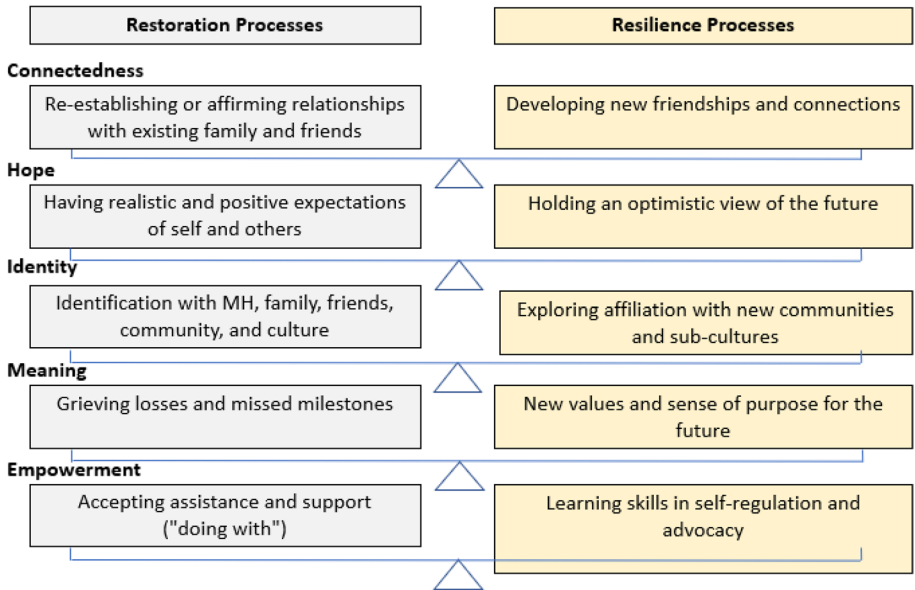 Restoration Processes
Resilience Processes
Connectedness
Re-establishing or affirming relationships
with existing family and friends
Developing new friendships and connections
Hope
Having realistic and positive expectations
of self and others
Holding an optimistic view of the future
Identity
Identification with MH, family, friends,
community, and culture
Exploring affiliation with new communities
and sub-cultures
Meaning
Grieving losses and missed milestones
New values and sense of purpose for the
future
Empowerment
Accepting assistance and support
("doing with")
Learning skills in self-regulation and
advocacy